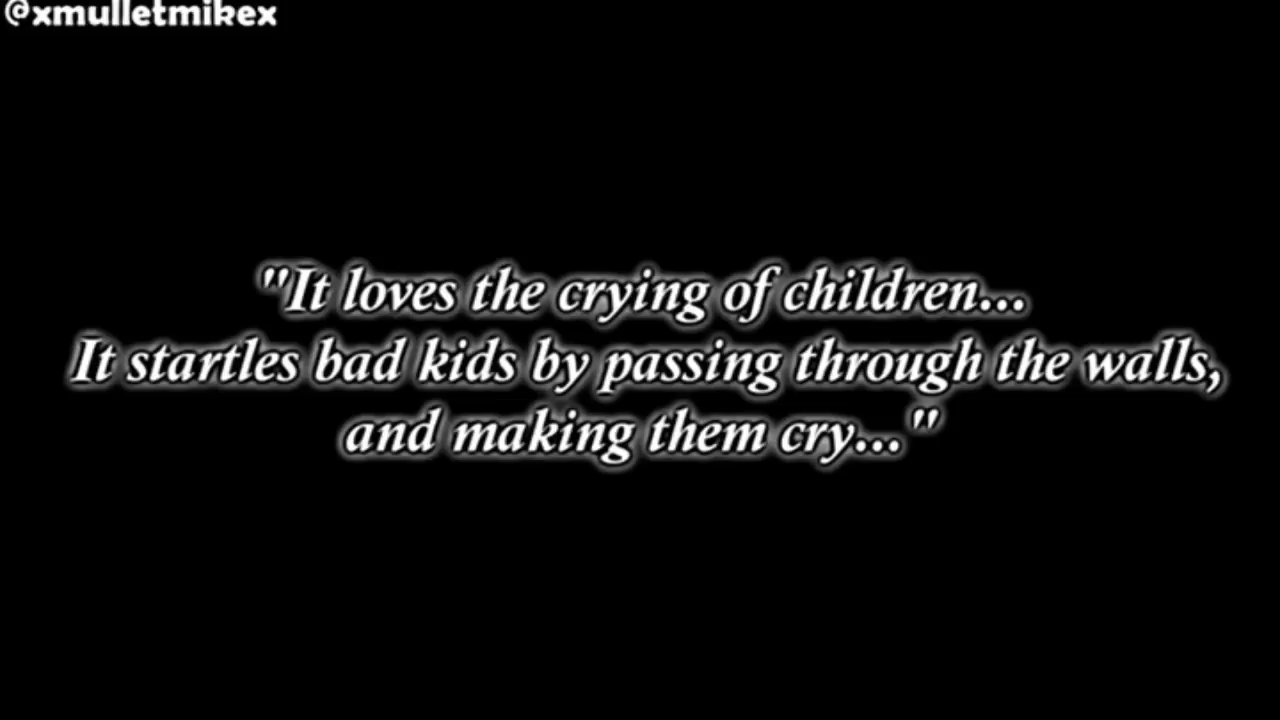 @xmulletmikex
"It loves the crying of children...
It startles bad kids by passing through the walls,
and making them cry..."